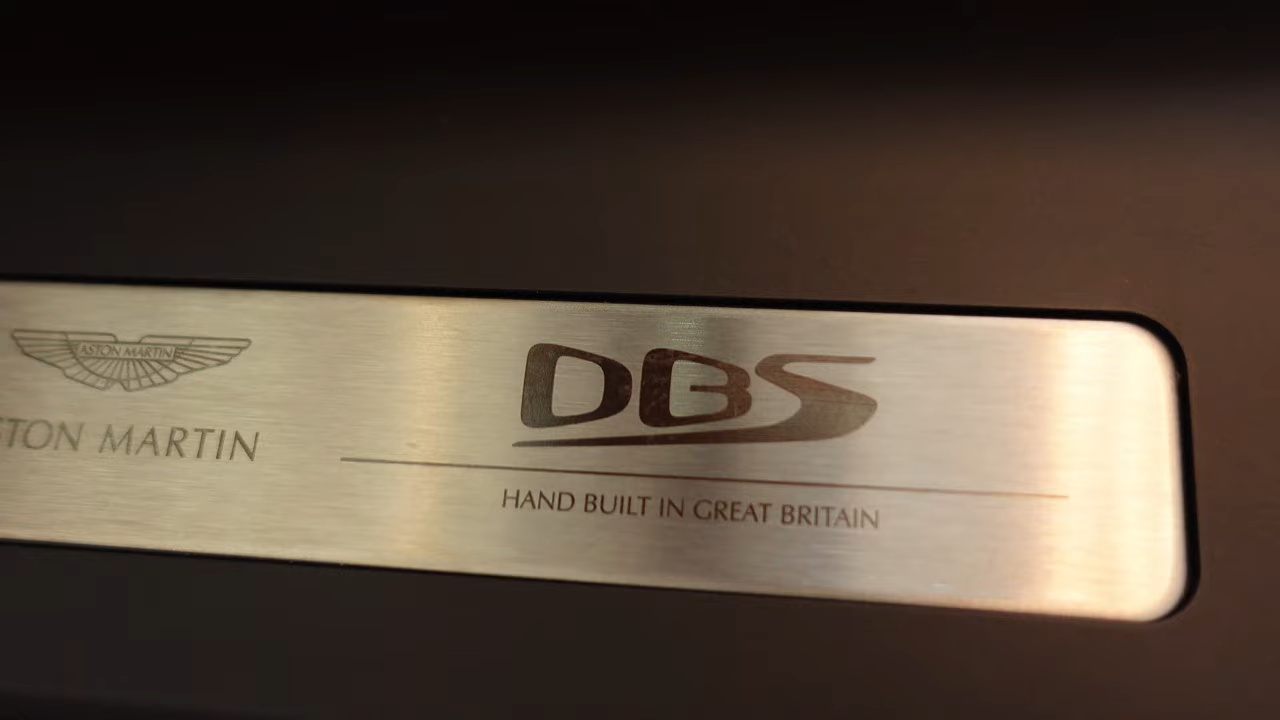 ASTON MARTIN
STON MARTIN
DBS
HAND BUILT IN GREAT BRITAIN